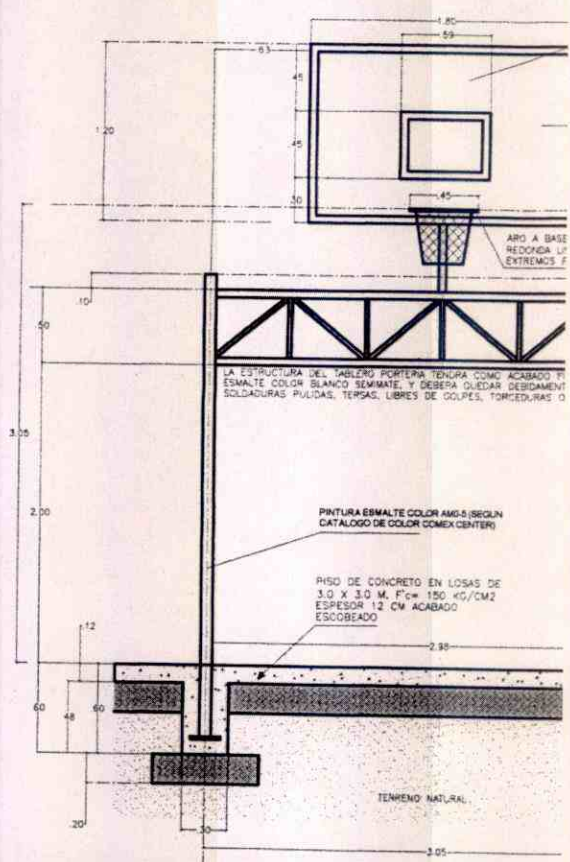 1.80
.59
.63
.45
1.20
.45
.30
.45
ARO A BASE
REDONDA
EXTREMOS F
.10
.50
LA ESTRUCTURA DEL TABLERO PORTERIA TENDRA COMO ACABADO
ESMALTE COLOR BLANCO SEMIMATE, Y DEBERA QUEDAR DEBIDAMENT
SOLDADURAS PULIDAS, TERSAS, LIBRES DE GOLPES, TORCEDURAS O
3.05
2.00
PINTURA ESMALTE COLOR AM0-5 (SEGUN
CATALOGO DE COLOR COMEX CENTER)
PISO DE CONCRETO EN LOSAS DE
3.0 X 3.0 M. F'c= 150 KG/CM2
ESPESOR 12 CM ACABADO
ESCOBEADO
.12
2.98
60
48
60
TERRENO NATURAL
.20
.30
3.05